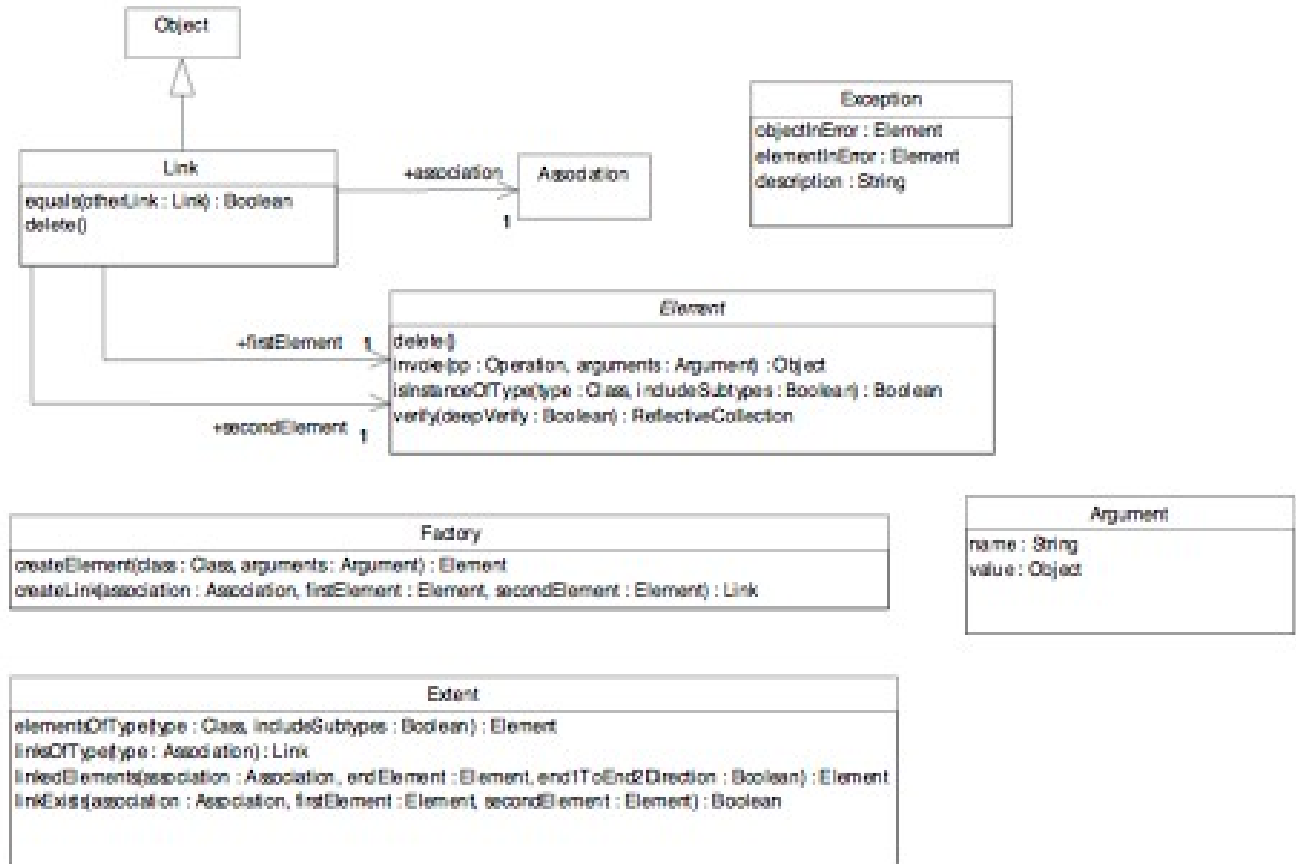 Object
Exception
objectInError : Element
elementInError : Element
description : String
Link
equals(otherLink : Link) : Boolean
delete()
+association
1
Association
Element
delete()
invoke(op : Operation, arguments : Argument) : Object
isInstanceOfType(type : Class, includeSubtypes : Boolean) : Boolean
verify(deepVerify : Boolean) : ReflectiveCollection
+firstElement 1
+secondElement 1
Factory
createElement(class : Class, arguments : Argument) : Element
createLink(association : Association, firstElement : Element, secondElement : Element) : Link
Argument
name : String
value : Object
Extent
elementsOfType(type : Class, includeSubtypes : Boolean) : Element
linksOfType(type : Association) : Link
linkedElements(association : Association, endElement : Element, end1ToEnd2Direction : Boolean) : Element
linkExists(association : Association, firstElement : Element, secondElement : Element) : Boolean